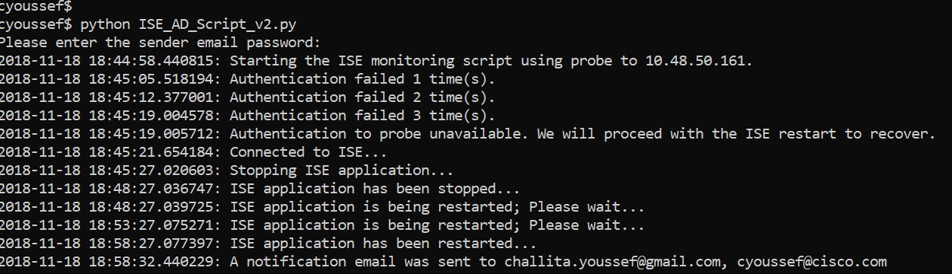 cyoussef$
cyoussef$ python ISE_AD_Script_v2.py
Please enter the sender email password:
2018-11-18 18:44:58.440815: Starting the ISE monitoring script using probe to 10.48.50.161.
2018-11-18 18:45:05.518194: Authentication failed 1 time(s).
2018-11-18 18:45:12.377001: Authentication failed 2 time(s).
2018-11-18 18:45:19.004578: Authentication failed 3 time(s).
2018-11-18 18:45:19.005712: Authentication to probe unavailable. We will proceed with the ISE restart to recover.
2018-11-18 18:45:21.654184: Connected to ISE...
2018-11-18 18:45:27.020603: Stopping ISE application...
2018-11-18 18:48:27.036747: ISE application has been stopped...
2018-11-18 18:48:27.039725: ISE application is being restarted; Please wait...
2018-11-18 18:53:27.075271: ISE application is being restarted; Please wait...
2018-11-18 18:58:27.077397: ISE application has been restarted...
2018-11-18 18:58:32.440229: A notification email was sent to challita.youssef@gmail.com, cyoussef@cisco.com